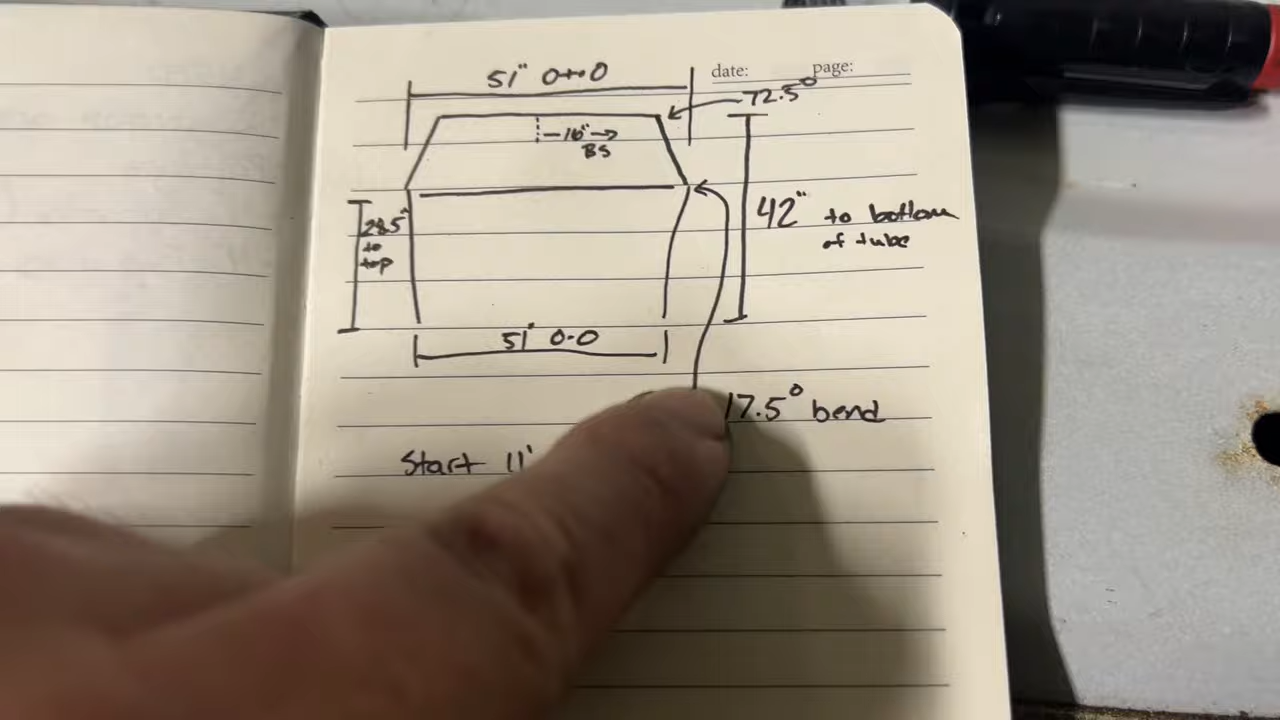 51" O to O
date: page:
72.5°
16" →
BS
28.5"
to
top
42" to bottom
of tube
51" O-O
17.5° bend
Start 11'